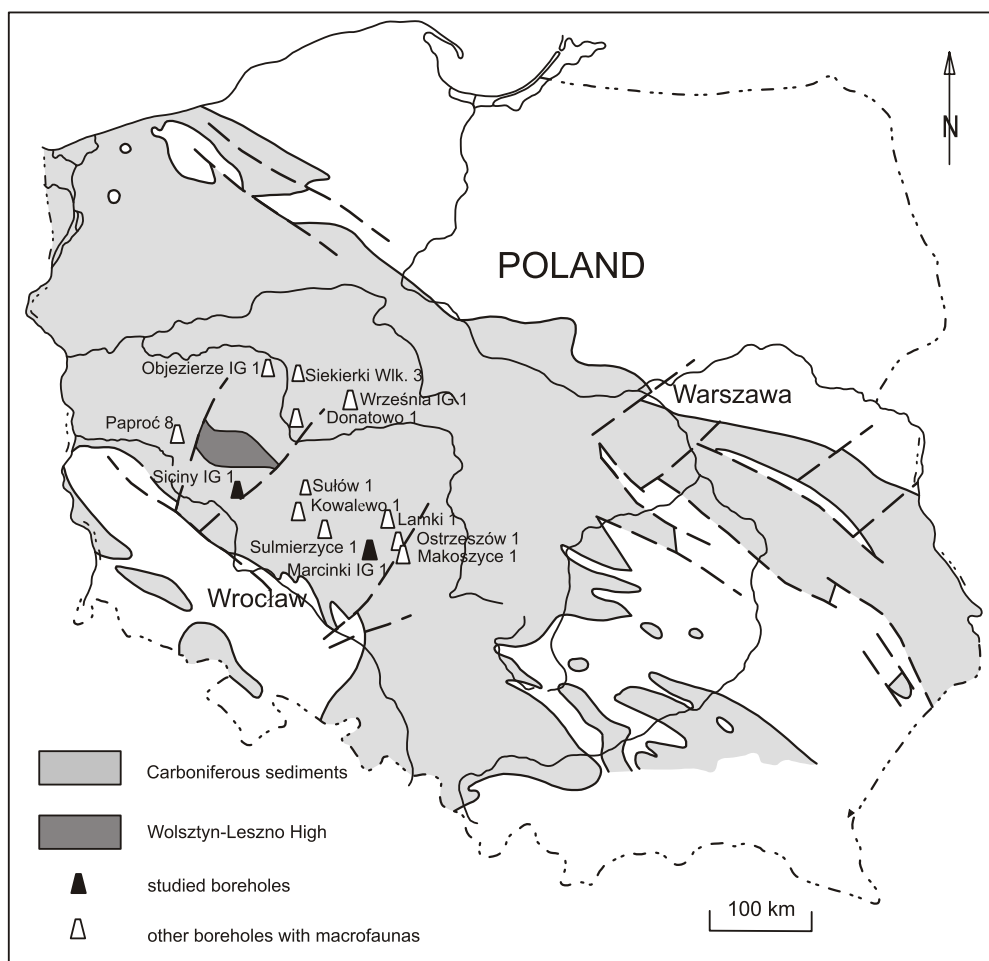 N
POLAND
Objezierze IG 1
Siekierki Wlk. 3
Września IG 1
Warszawa
Donatowo 1
Paproć 8
Siciny IG 1
Sułów 1
Kowalewo 1
Lamki 1
Ostrzeszów 1
Sulmierzyce 1
Makoszyce 1
Marcinki IG 1
Wrocław
Carboniferous sediments
Wolsztyn-Leszno High
studied boreholes
100 km
other boreholes with macrofaunas